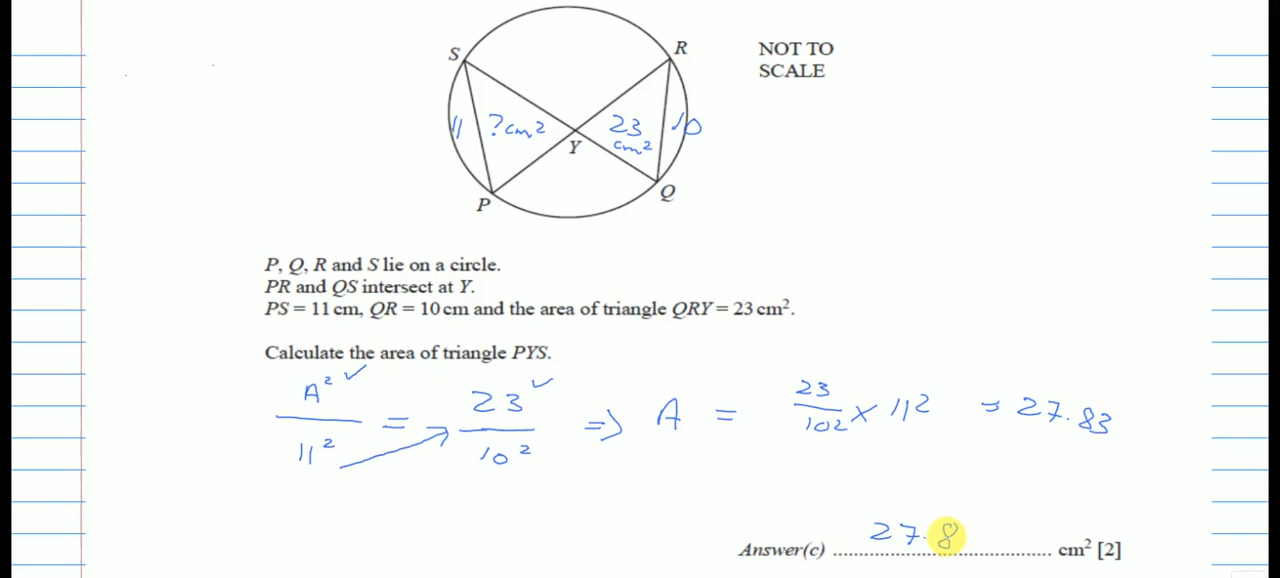 S
R
NOT TO
SCALE
11 ?cm² 23 10
Y cm²
P
Q
P, Q, R and S lie on a circle.
PR and QS intersect at Y.
PS = 11 cm, QR = 10 cm and the area of triangle QRY = 23 cm².
Calculate the area of triangle PYS.
A² / 11² = 23 / 10² ⇒ A = 23 / 10² × 11² = 27.83
27.8
Answer(c) .......................................... cm² [2]